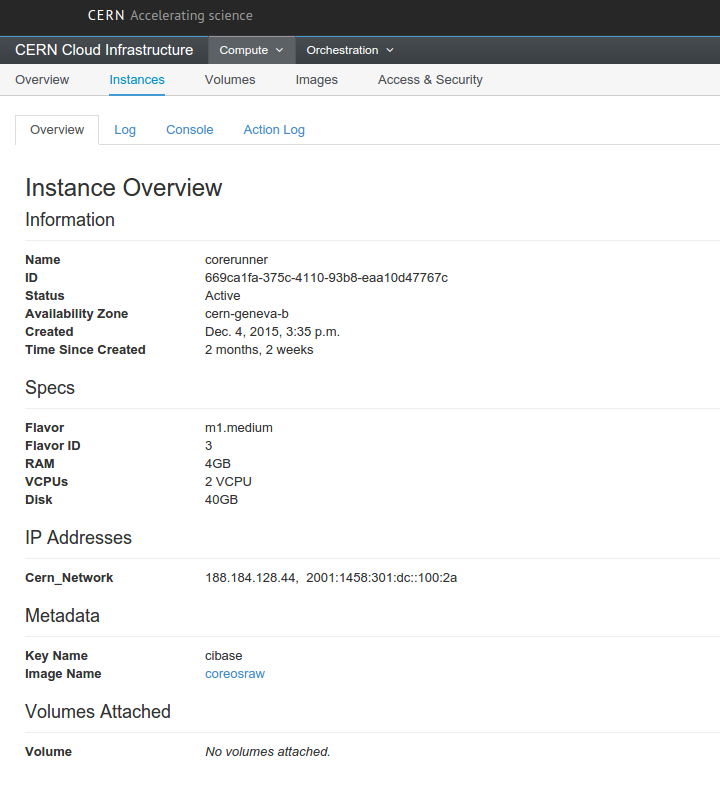 CERN Accelerating science
CERN Cloud Infrastructure Compute Orchestration
Overview Instances Volumes Images Access & Security
Overview Log Console Action Log
Instance Overview
Information
Name corerunner
ID 669ca1fa-375c-4110-93b8-eaa10d47767c
Status Active
Availability Zone cern-geneva-b
Created Dec. 4, 2015, 3:35 p.m.
Time Since Created 2 months, 2 weeks
Specs
Flavor m1.medium
Flavor ID 3
RAM 4GB
VCPUs 2 VCPU
Disk 40GB
IP Addresses
Cern_Network 188.184.128.44, 2001:1458:301:dc::100:2a
Metadata
Key Name cibase
Image Name coreosraw
Volumes Attached
Volume No volumes attached.